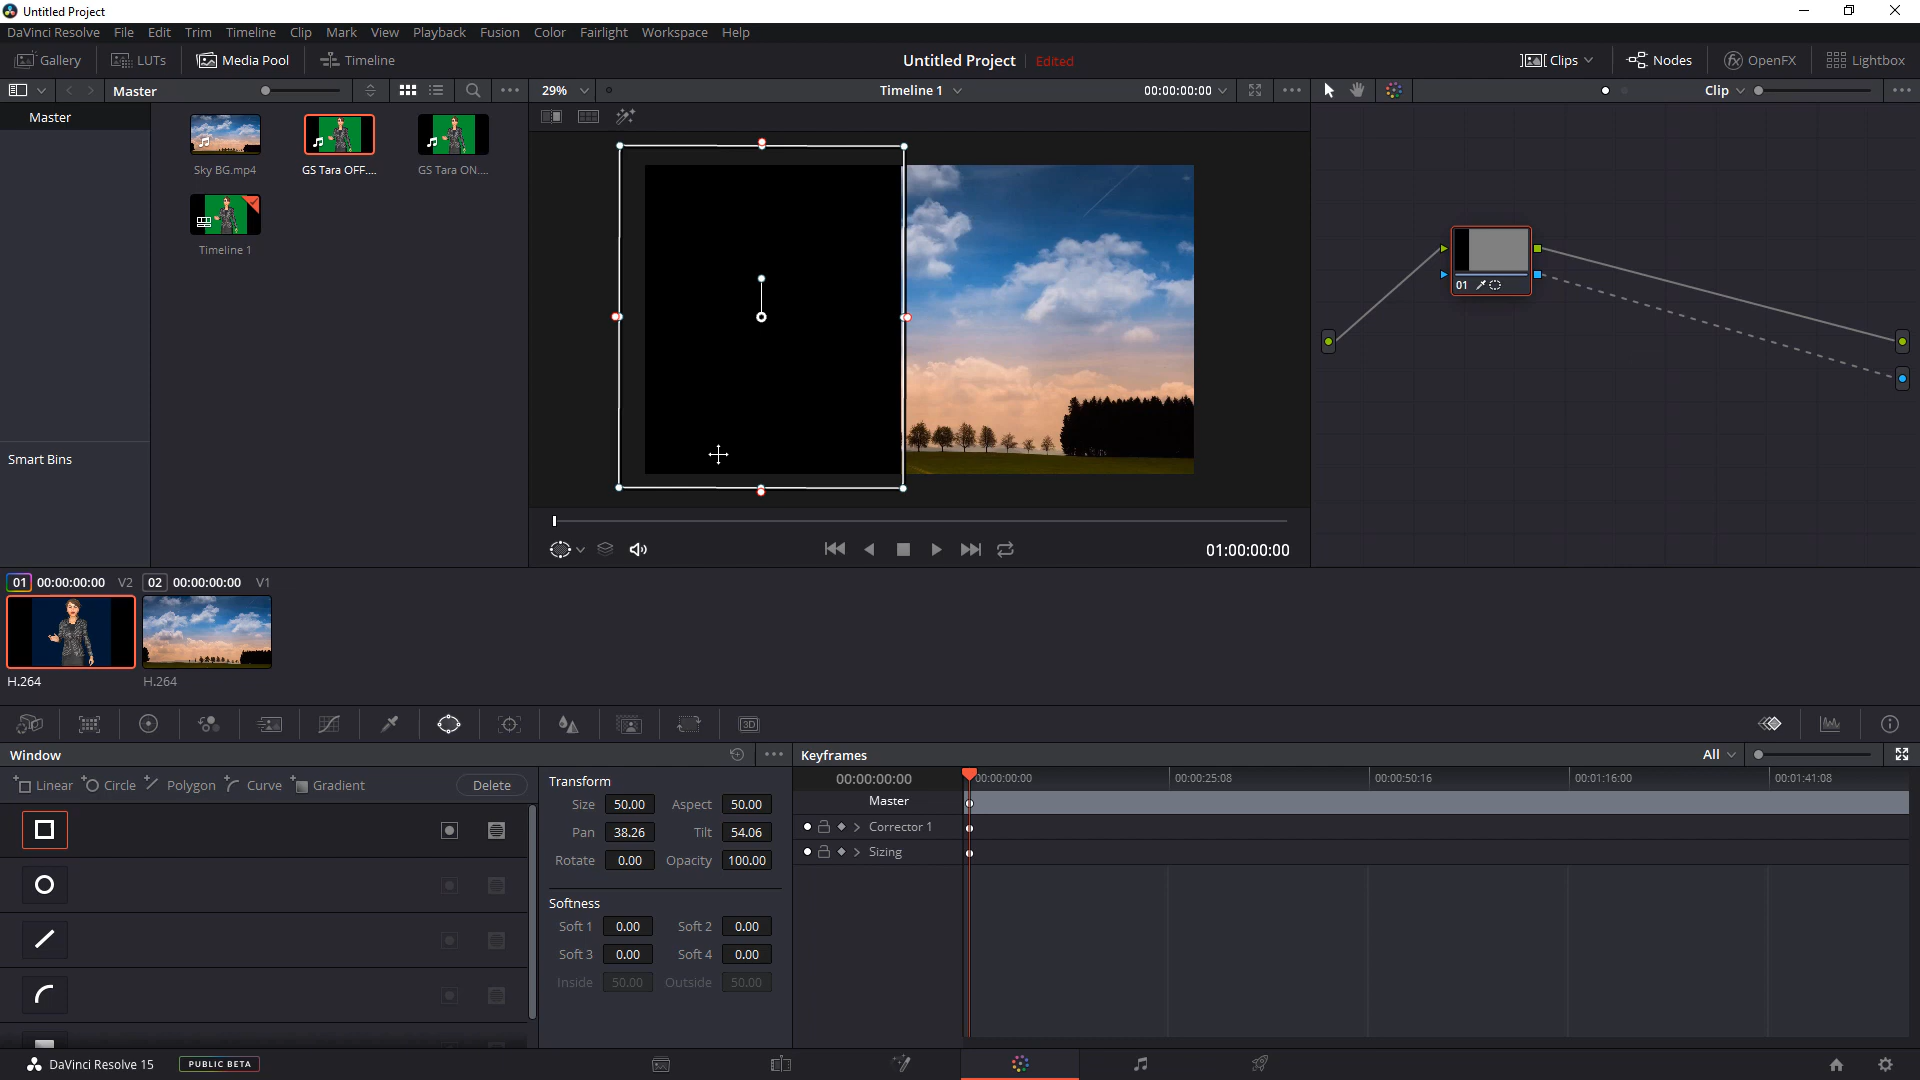 Untitled Project
DaVinci Resolve File Edit Trim Timeline Clip Mark View Playback Fusion Color Fairlight Workspace Help
Gallery LUTs Media Pool Timeline Untitled Project Edited Clips Nodes OpenFX Lightbox
Master 29% Timeline 1 00:00:00:00 Clip
Master
Sky BG.mp4 GS Tara OFF.... GS Tara ON....
Timeline 1
01
Smart Bins
01:00:00:00
01 00:00:00:00 V2 02 00:00:00:00 V1
H.264 H.264
3D
Window Keyframes All
Linear Circle Polygon Curve Gradient Delete
Transform
Size 50.00 Aspect 50.00
Pan 38.26 Tilt 54.06
Rotate 0.00 Opacity 100.00
Softness
Soft 1 0.00 Soft 2 0.00
Soft 3 0.00 Soft 4 0.00
Inside 50.00 Outside 50.00
00:00:00:00 00:00:00:00 00:00:25:08 00:00:50:16 00:01:16:00 00:01:41:08
Master
Corrector 1
Sizing
DaVinci Resolve 15 PUBLIC BETA